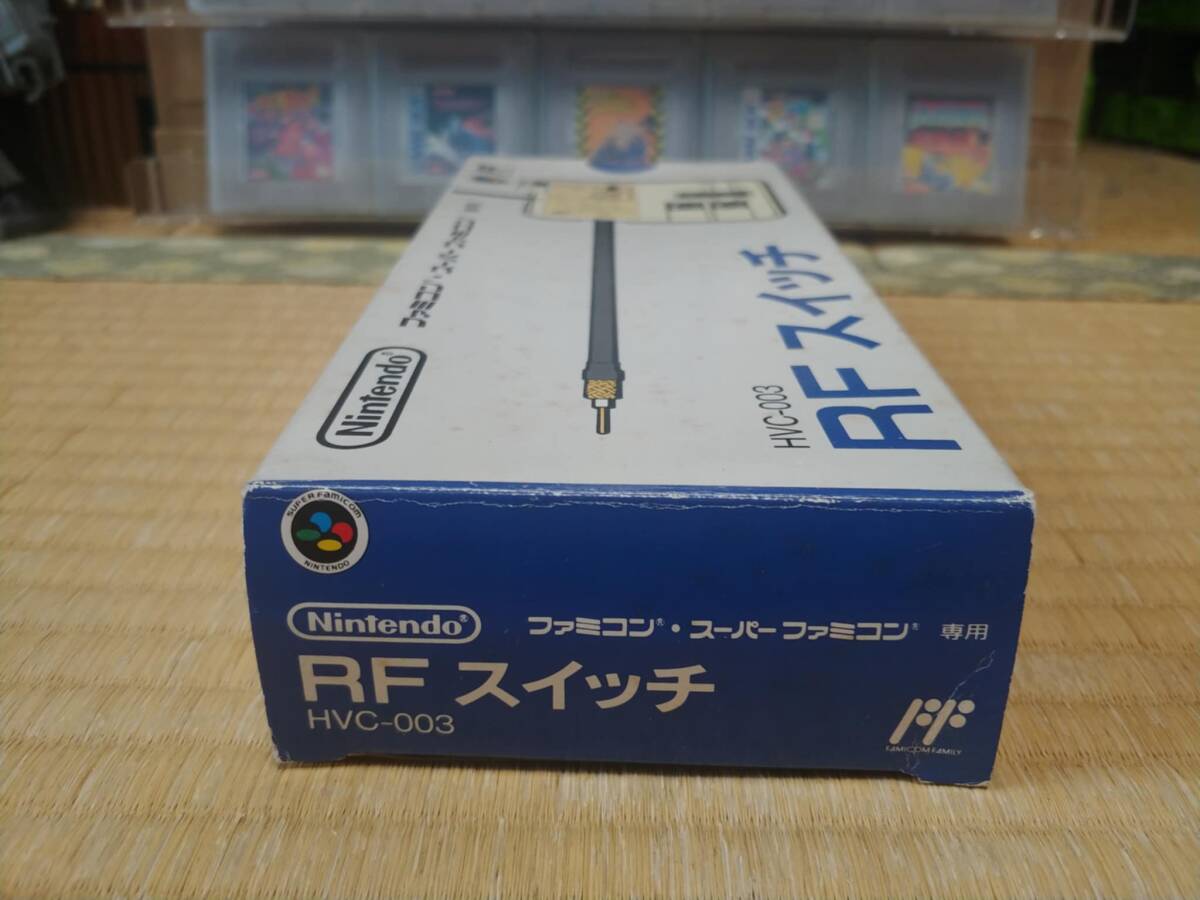 ファミコン・スーパーファミコン
Nintendo®
HVC-003
RF スイッチ
SUPER FAMICOM
NINTENDO
Nintendo®
ファミコン®・スーパーファミコン® 専用
RF スイッチ
HVC-003
FAMICOM FAMILY